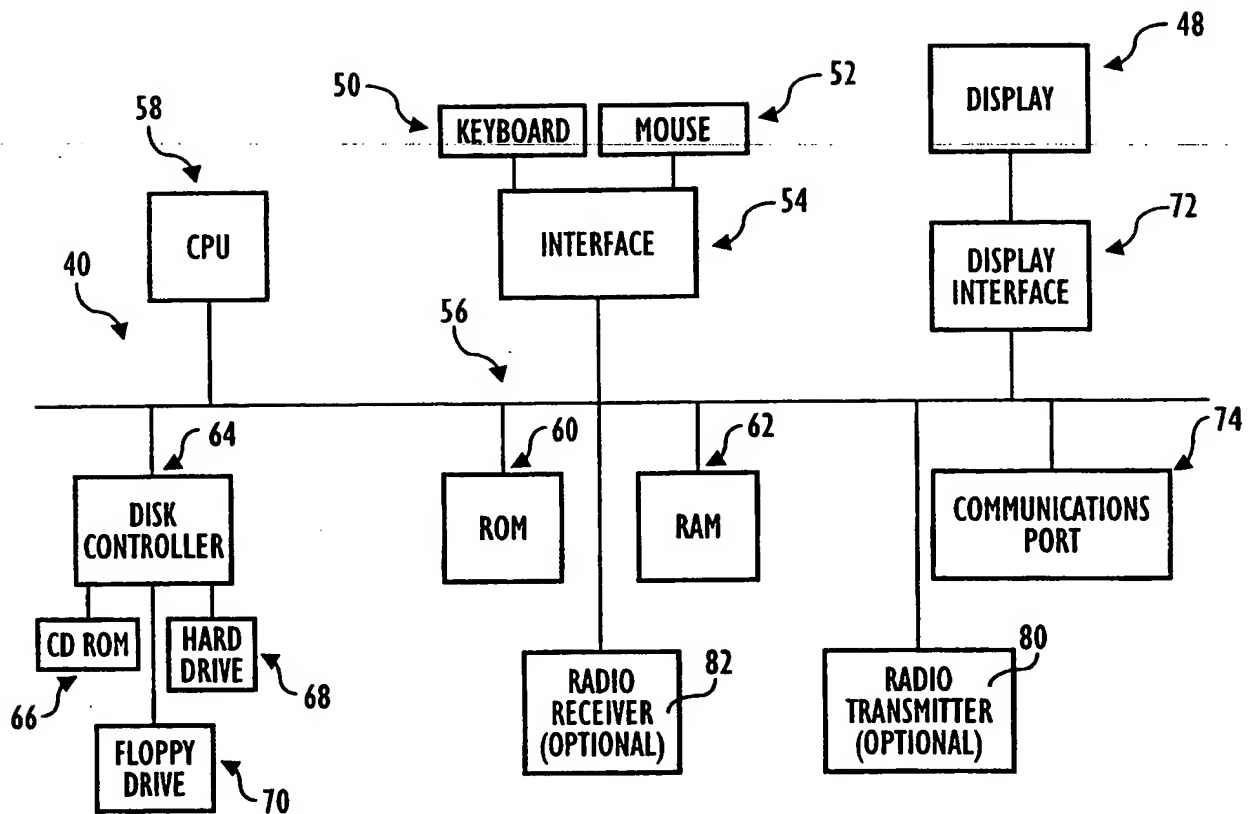 48
DISPLAY
50
52
KEYBOARD
MOUSE
58
CPU
54
INTERFACE
72
DISPLAY
INTERFACE
40
56
64
DISK
CONTROLLER
60
ROM
62
RAM
74
COMMUNICATIONS
PORT
CD ROM
66
HARD
DRIVE
68
FLOPPY
DRIVE
70
RADIO
RECEIVER
(OPTIONAL)
82
RADIO
TRANSMITTER
(OPTIONAL)
80